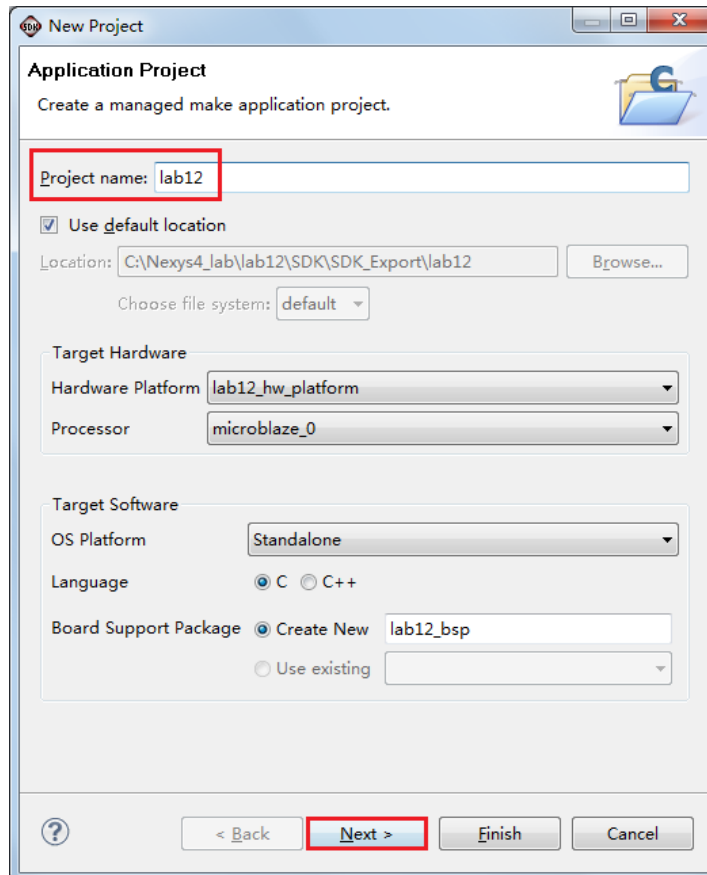 SDK New Project
Application Project
Create a managed make application project.
C
Project name: lab12
Use default location
Location: C:\Nexys4_lab\lab12\SDK\SDK_Export\lab12 Browse...
Choose file system: default
Target Hardware
Hardware Platform lab12_hw_platform
Processor microblaze_0
Target Software
OS Platform Standalone
Language C C++
Board Support Package Create New lab12_bsp
Use existing
? < Back Next > Finish Cancel